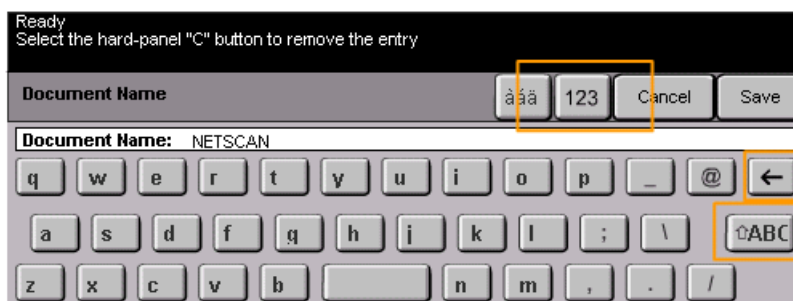 Ready
Select the hard-panel "C" button to remove the entry
Document Name àáä 123 Cancel Save
Document Name: NETSCAN
q w e r t y u i o p _ @ ←
a s d f g h j k l ; \ ⇧ABC
z x c v b n m , . /